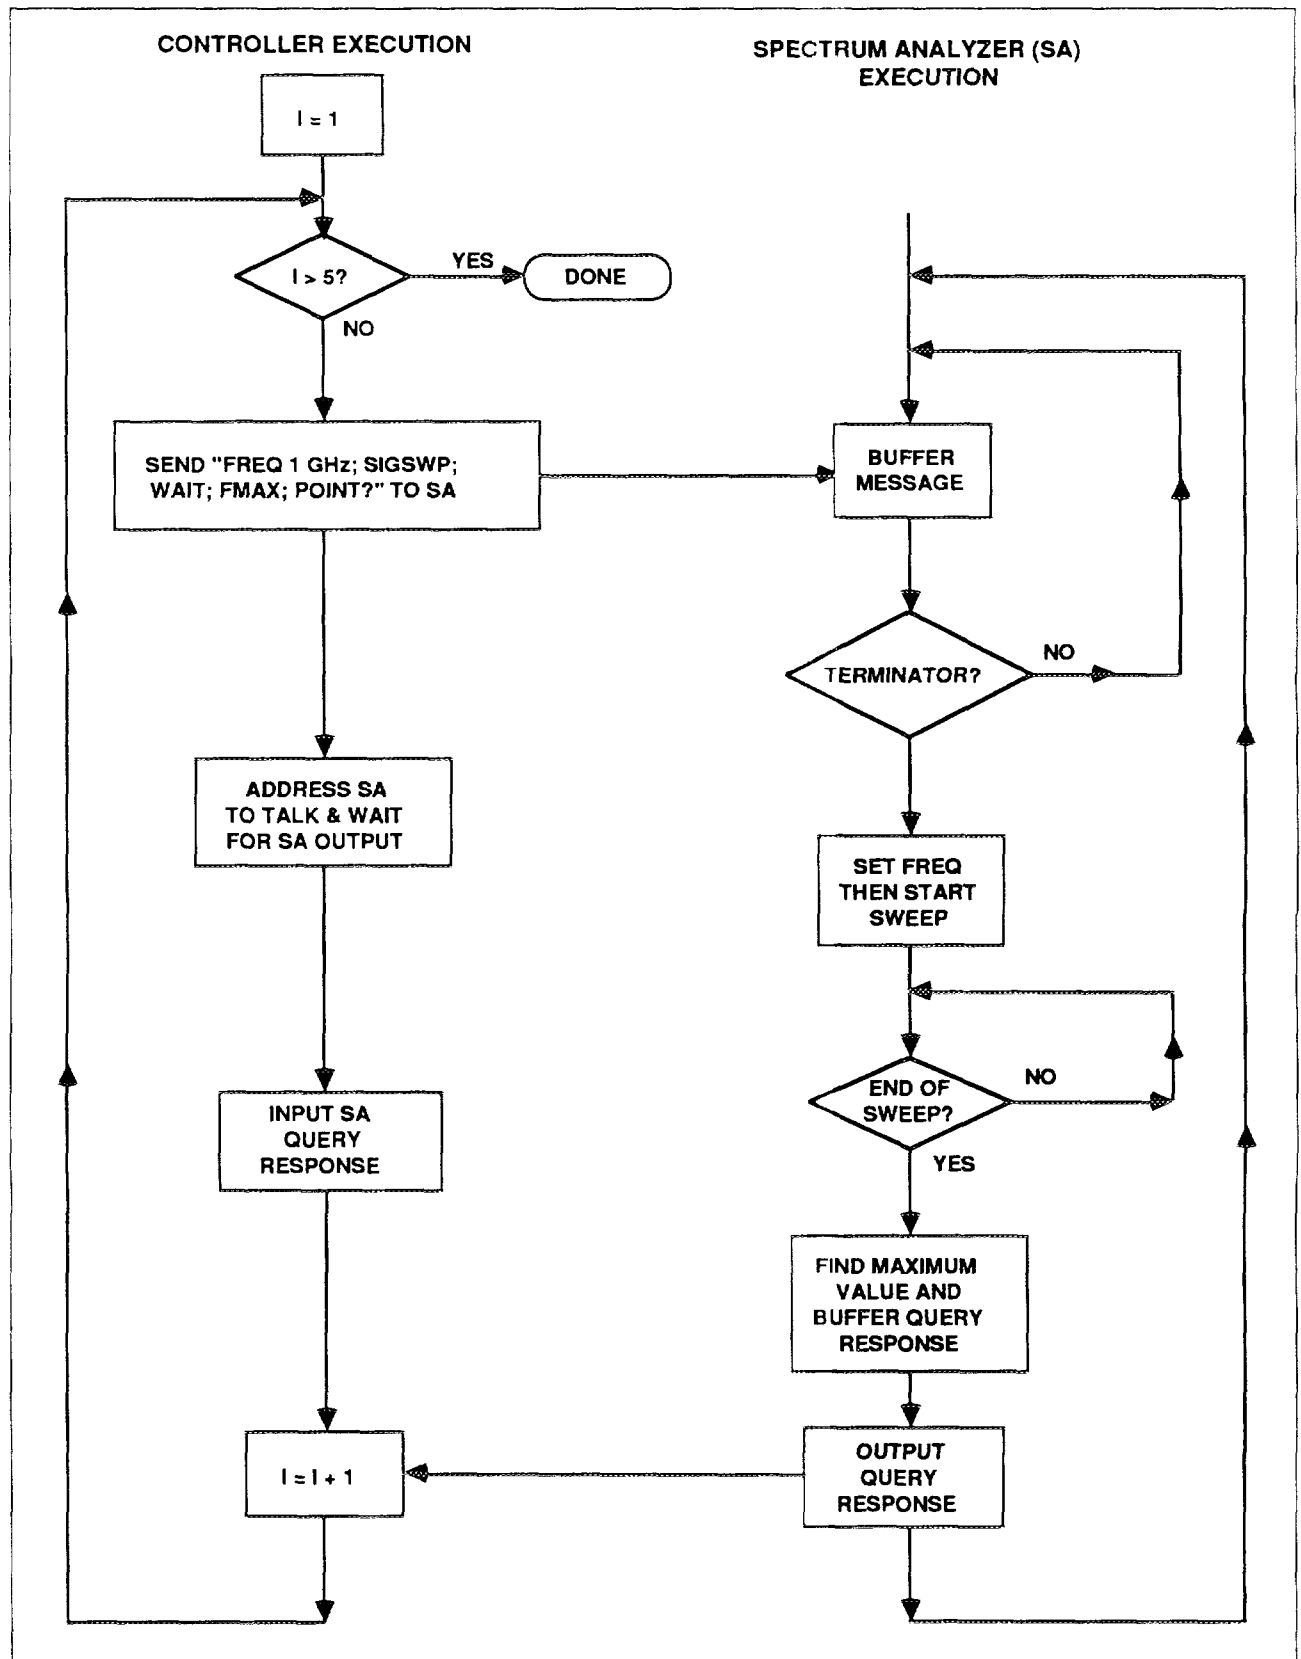 CONTROLLER EXECUTION
I = 1
I > 5?
YES
DONE
NO
SEND "FREQ 1 GHz; SIGSWP;
WAIT; FMAX; POINT?" TO SA
ADDRESS SA
TO TALK & WAIT
FOR SA OUTPUT
INPUT SA
QUERY
RESPONSE
I = I + 1
SPECTRUM ANALYZER (SA)
EXECUTION
BUFFER
MESSAGE
TERMINATOR?
NO
SET FREQ
THEN START
SWEEP
END OF
SWEEP?
NO
YES
FIND MAXIMUM
VALUE AND
BUFFER QUERY
RESPONSE
OUTPUT
QUERY
RESPONSE